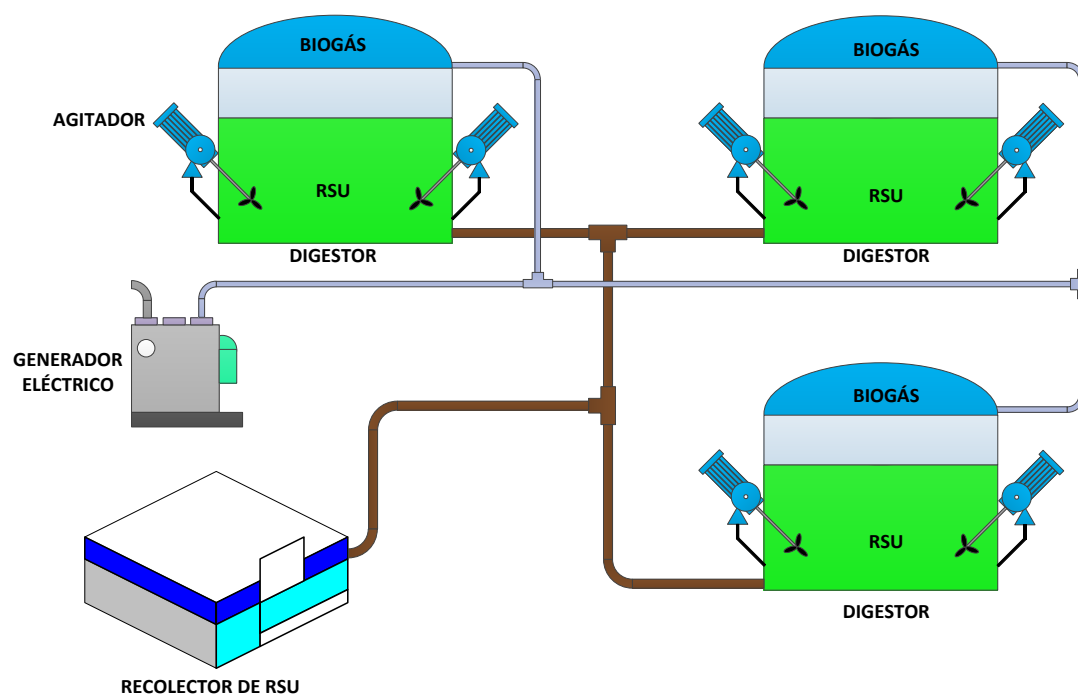 BIOGÁS
BIOGÁS
AGITADOR
RSU
RSU
DIGESTOR
DIGESTOR
GENERADOR
ELÉCTRICO
BIOGÁS
RSU
DIGESTOR
RECOLECTOR DE RSU